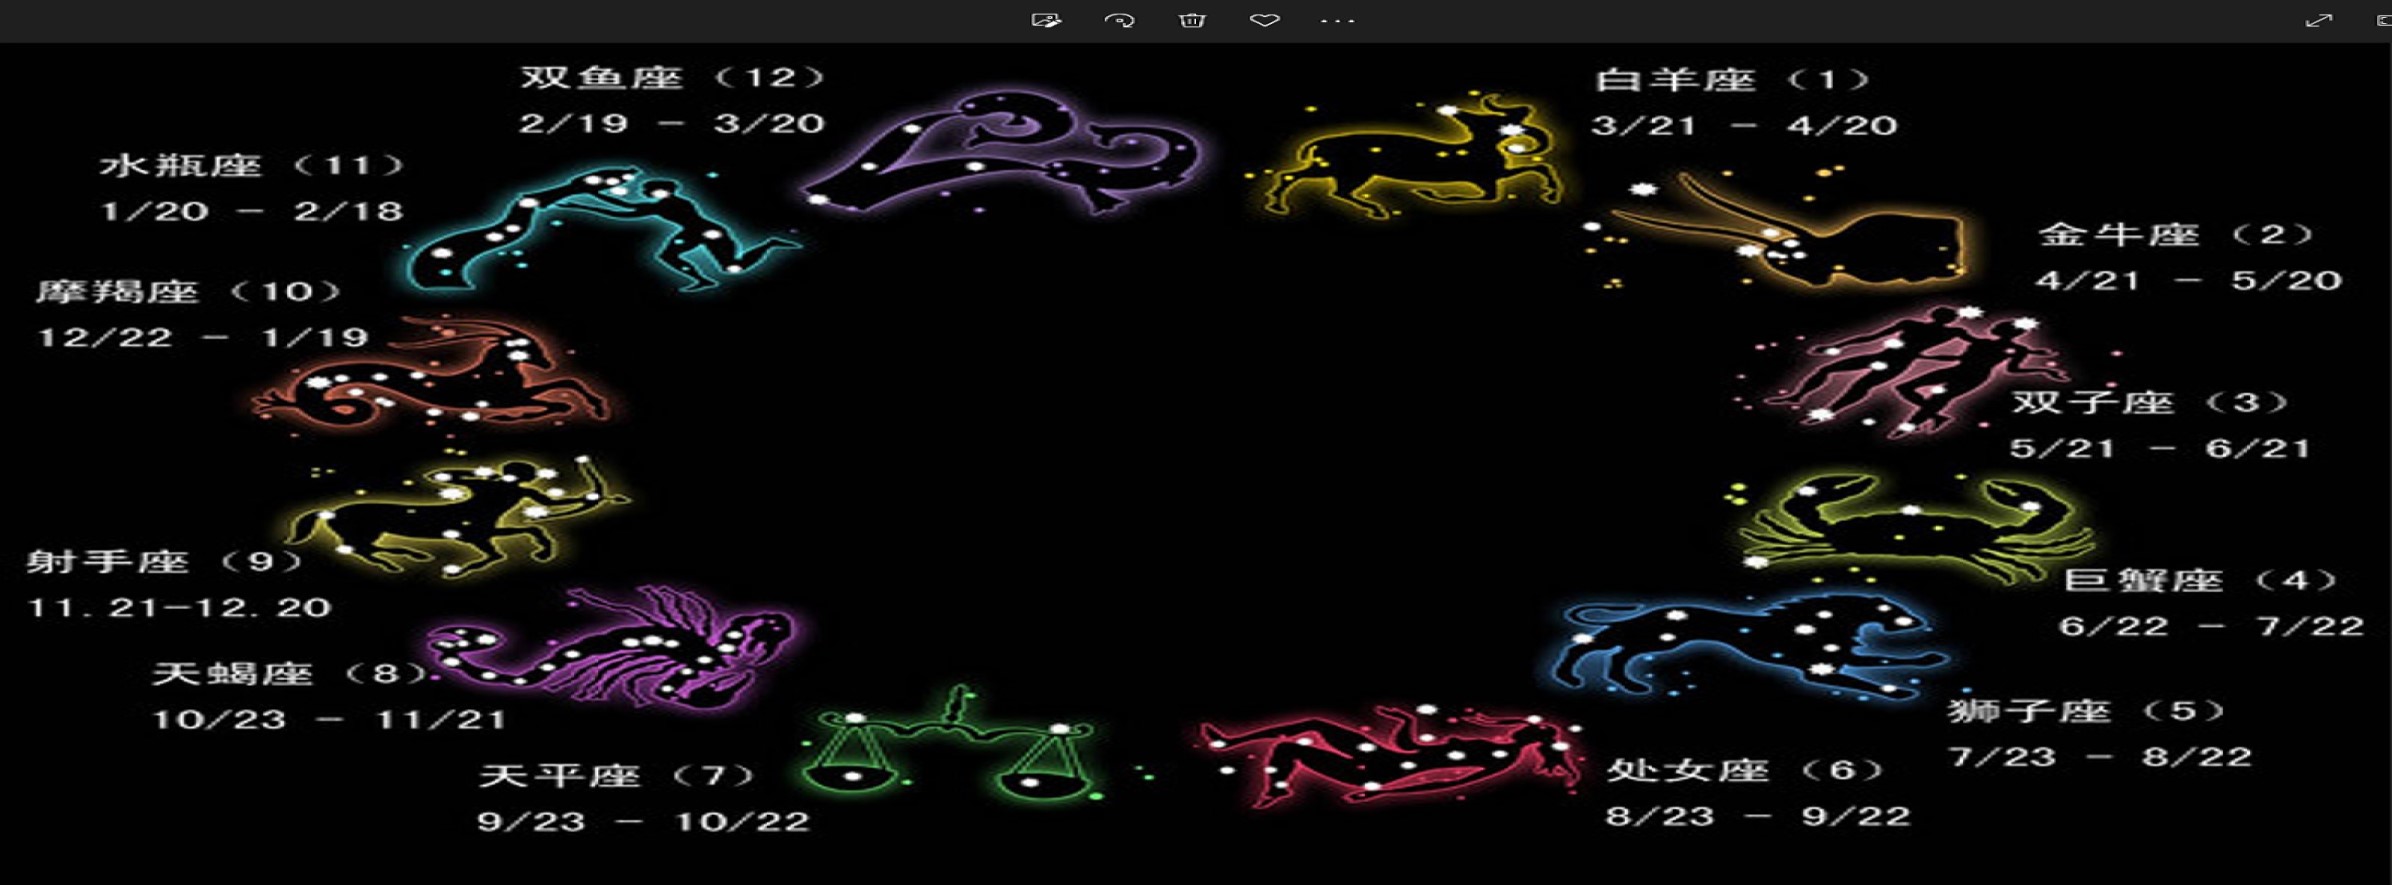 双鱼座（12）
2/19 - 3/20
白羊座（1）
3/21 - 4/20
水瓶座（11）
1/20 - 2/18
金牛座（2）
4/21 - 5/20
摩羯座（10）
12/22 - 1/19
双子座（3）
5/21 - 6/21
射手座（9）
11.21-12.20
巨蟹座（4）
6/22 - 7/22
天蝎座（8）
10/23 - 11/21
狮子座（5）
7/23 - 8/22
天平座（7）
9/23 - 10/22
处女座（6）
8/23 - 9/22